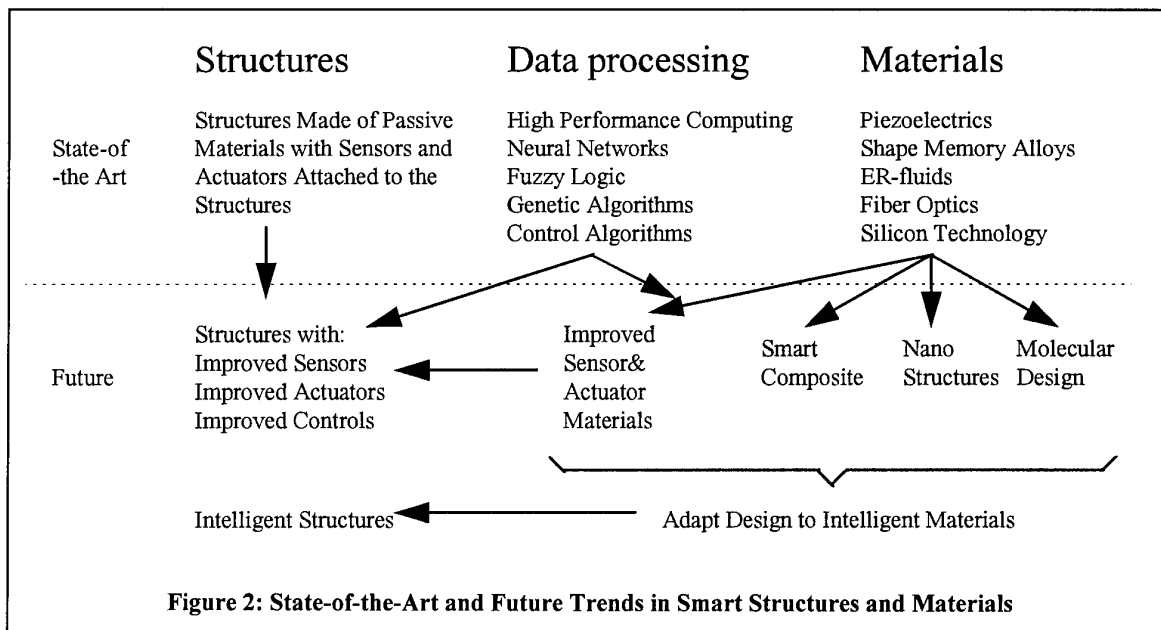 Structures
Data processing
Materials
State-of
-the Art
Structures Made of Passive
Materials with Sensors and
Actuators Attached to the
Structures
High Performance Computing
Neural Networks
Fuzzy Logic
Genetic Algorithms
Control Algorithms
Piezoelectrics
Shape Memory Alloys
ER-fluids
Fiber Optics
Silicon Technology
Future
Structures with:
Improved Sensors
Improved Actuators
Improved Controls
Improved
Sensor&
Actuator
Materials
Smart
Composite
Nano
Structures
Molecular
Design
Intelligent Structures
Adapt Design to Intelligent Materials
Figure 2: State-of-the-Art and Future Trends in Smart Structures and Materials